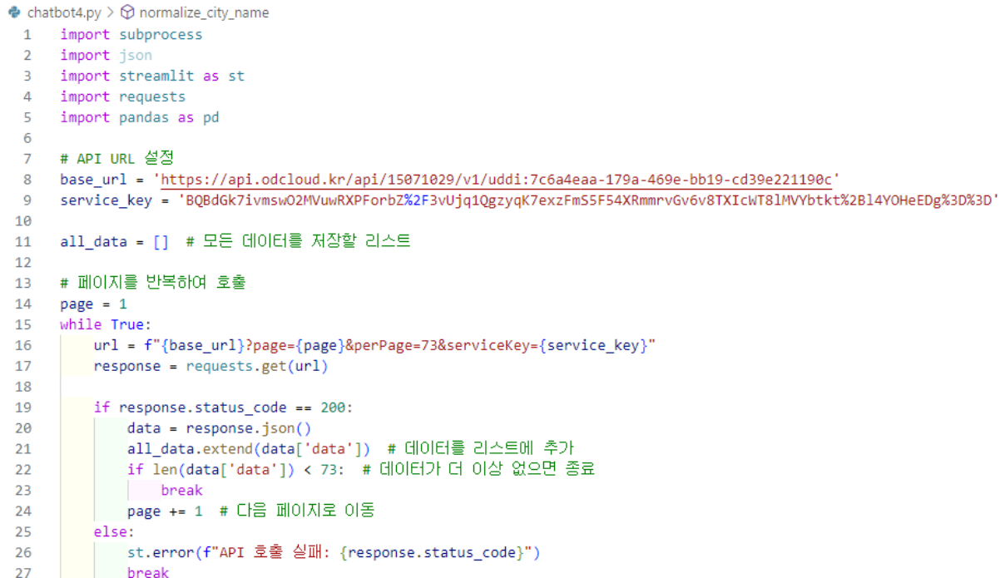 chatbot4.py > normalize_city_name
1 import subprocess
2 import json
3 import streamlit as st
4 import requests
5 import pandas as pd
6
7 # API URL 설정
8 base_url = 'https://api.odcloud.kr/api/15071029/v1/uddi:7c6a4eaa-179a-469e-bb19-cd39e221190c'
9 service_key = 'BQBdGk7ivmswO2MVuwRXPForbZ%2F3vUjq1QgzyqK7exzFmS5F54XRmmrvGv6v8TXIcWT8lMVYbtkt%2Bl4YOHeEDg%3D%3D'
10
11 all_data = [] # 모든 데이터를 저장할 리스트
12
13 # 페이지를 반복하여 호출
14 page = 1
15 while True:
16 url = f"{base_url}?page={page}&perPage=73&serviceKey={service_key}"
17 response = requests.get(url)
18
19 if response.status_code == 200:
20 data = response.json()
21 all_data.extend(data['data']) # 데이터를 리스트에 추가
22 if len(data['data']) < 73: # 데이터가 더 이상 없으면 종료
23 break
24 page += 1 # 다음 페이지로 이동
25 else:
26 st.error(f"API 호출 실패: {response.status_code}")
27 break